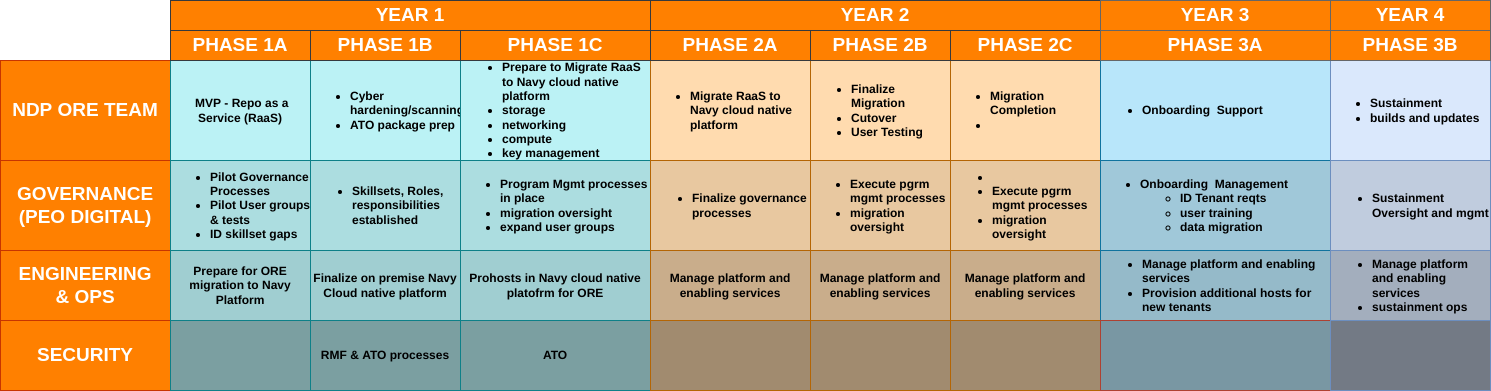 YEAR 1
YEAR 2
YEAR 3
YEAR 4
PHASE 1A
PHASE 1B
PHASE 1C
PHASE 2A
PHASE 2B
PHASE 2C
PHASE 3A
PHASE 3B
NDP ORE TEAM
MVP - Repo as a
Service (RaaS)
• Cyber
hardening/scanning
• ATO package prep
• Prepare to Migrate RaaS
to Navy cloud native
platform
• storage
• networking
• compute
• key management
• Migrate RaaS to
Navy cloud native
platform
• Finalize
Migration
• Cutover
• User Testing
• Migration
Completion
•
• Onboarding  Support
• Sustainment
• builds and updates
GOVERNANCE
(PEO DIGITAL)
• Pilot Governance
Processes
• Pilot User groups
& tests
• ID skillset gaps
• Skillsets, Roles,
responsibilities
established
• Program Mgmt processes
in place
• migration oversight
• expand user groups
• Finalize governance
processes
• Execute pgrm
mgmt processes
• migration
oversight
•
• Execute pgrm
mgmt processes
• migration
oversight
• Onboarding  Management
◦ ID Tenant reqts
◦ user training
◦ data migration
• Sustainment
Oversight and mgmt
ENGINEERING
& OPS
Prepare for ORE
migration to Navy
Platform
Finalize on premise Navy
Cloud native platform
Prohosts in Navy cloud native
platofrm for ORE
Manage platform and
enabling services
Manage platform and
enabling services
Manage platform and
enabling services
• Manage platform and enabling
services
• Provision additional hosts for
new tenants
• Manage platform
and enabling
services
• sustainment ops
SECURITY
RMF & ATO processes
ATO